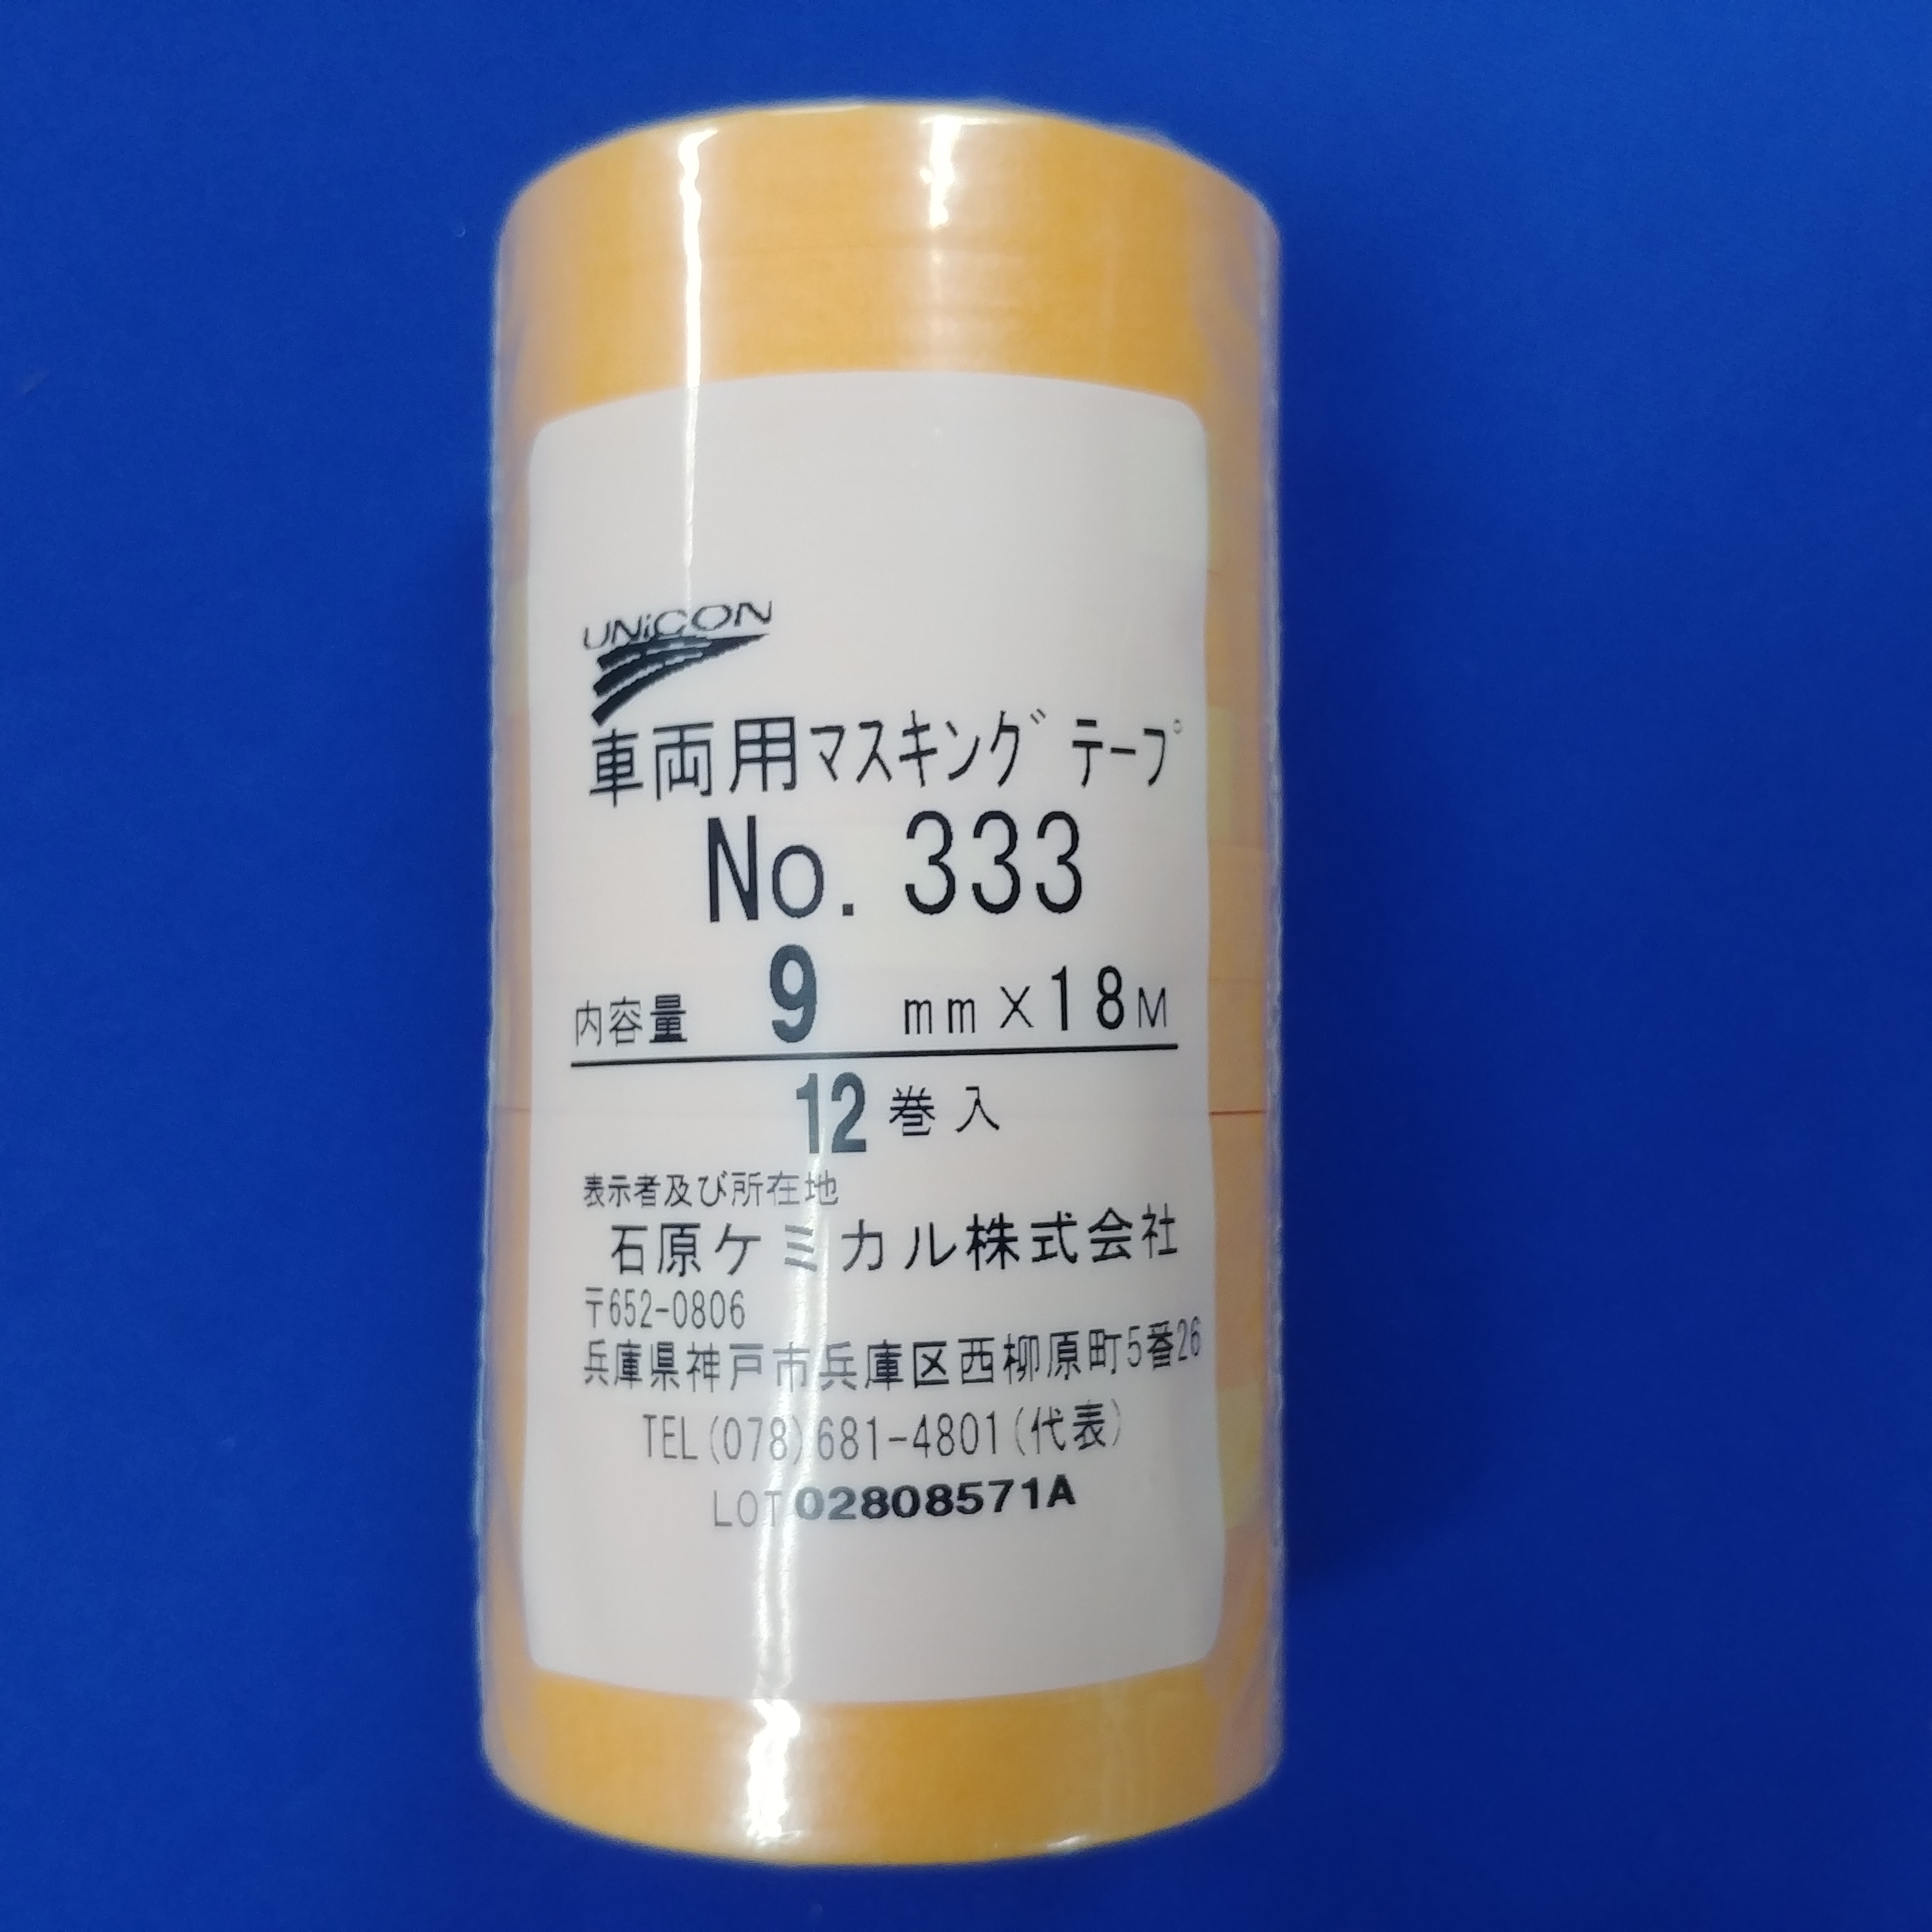 UNiCON
車両用マスキング テープ
No. 333
内容量 9 mm×18M
12巻入
表示者及び所在地
石原ケミカル株式会社
〒652-0806
兵庫県神戸市兵庫区西柳原町5番26
TEL(078)681-4801(代表)
LOT 02808571A